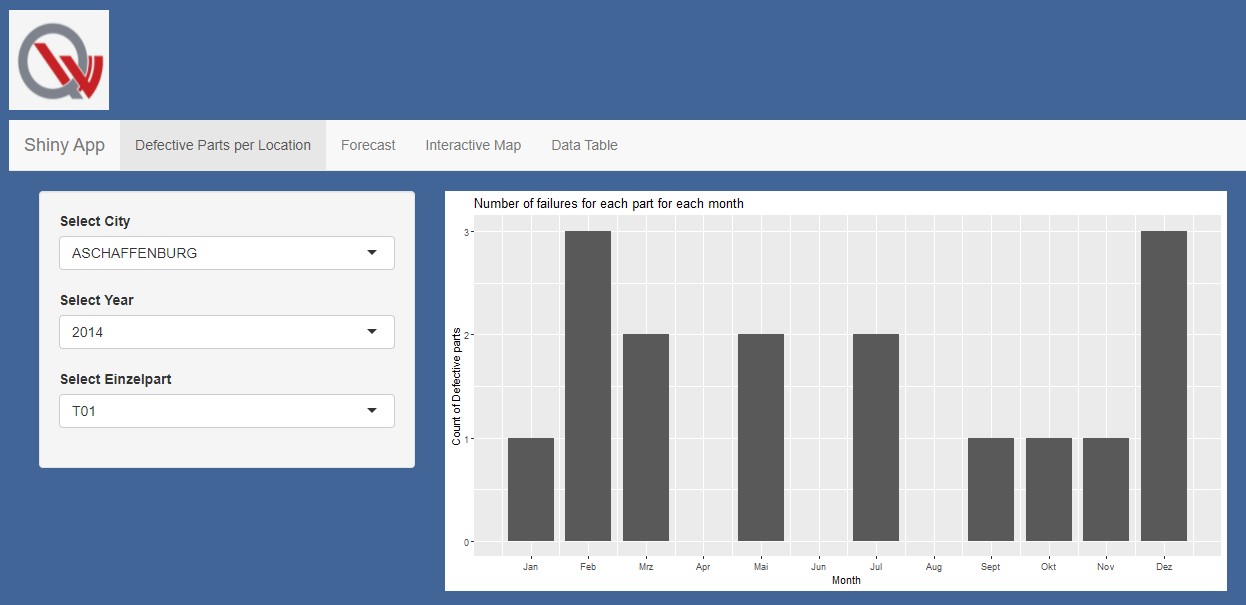 QW
Shiny App
Defective Parts per Location
Forecast
Interactive Map
Data Table
Select City
ASCHAFFENBURG
Select Year
2014
Select Einzelpart
T01
Number of failures for each part for each month
Count of Defective parts
3
2
1
0
Jan Feb Mrz Apr Mai Jun Jul Aug Sept Okt Nov Dez
Month